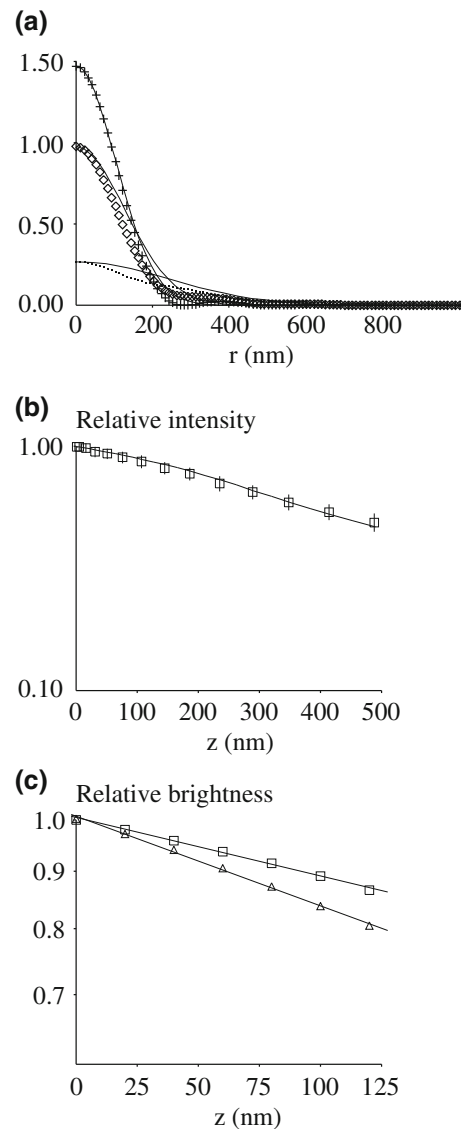 (a)
1.50
1.00
0.50
0.00
0 200 400 600 800
r (nm)
(b)
Relative intensity
1.00
0.10
0 100 200 300 400 500
z (nm)
(c)
Relative brightness
1.0
0.9
0.8
0.7
0 25 50 75 100 125
z (nm)